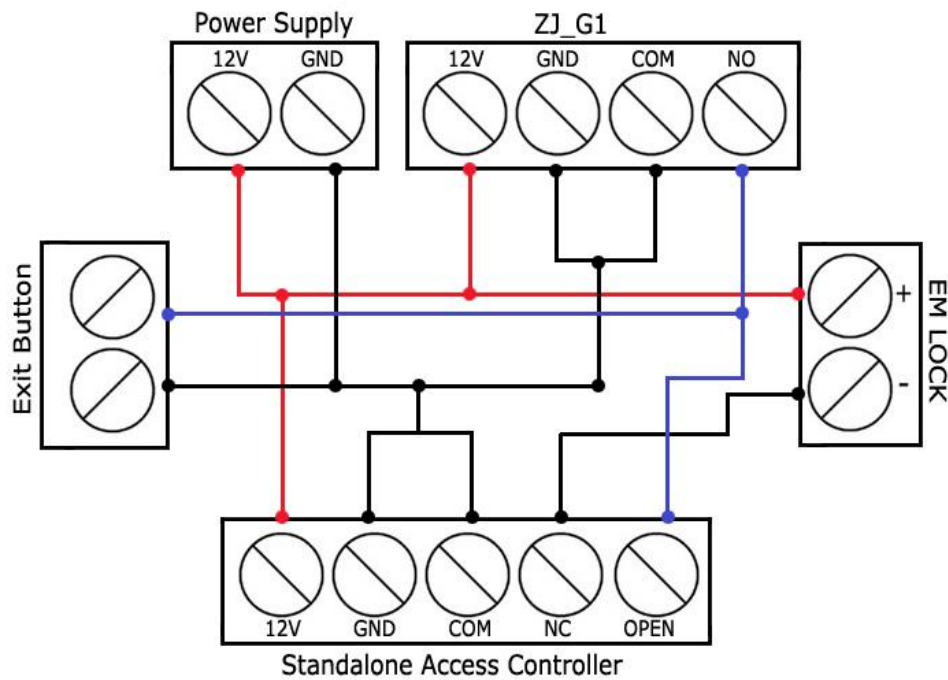 Power Supply
12V GND
ZJ_G1
12V GND COM NO
Exit Button
+
-
EM LOCK
12V GND COM NC OPEN
Standalone Access Controller